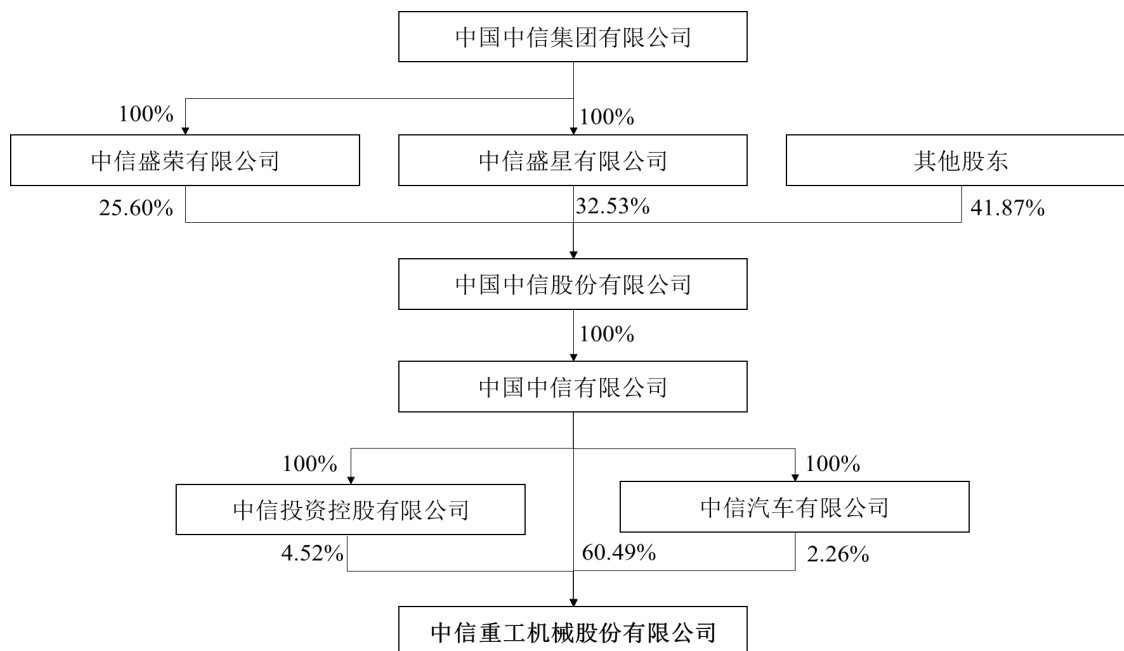 中国中信集团有限公司
100%
100%
中信盛荣有限公司
中信盛星有限公司
其他股东
25.60%
32.53%
41.87%
中国中信股份有限公司
100%
中国中信有限公司
100%
100%
中信投资控股有限公司
中信汽车有限公司
4.52%
60.49%
2.26%
中信重工机械股份有限公司